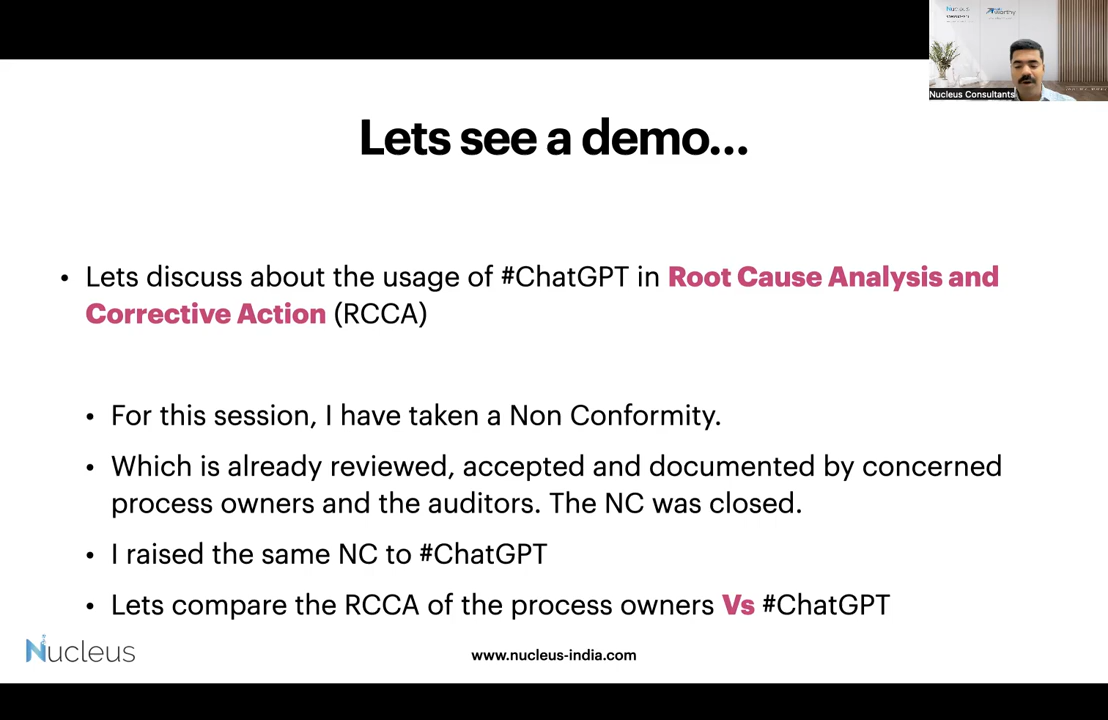 Nucleus
Worthy
Nucleus Consultants
Lets see a demo...
• Lets discuss about the usage of #ChatGPT in Root Cause Analysis and
Corrective Action (RCCA)
• For this session, I have taken a Non Conformity.
• Which is already reviewed, accepted and documented by concerned
process owners and the auditors. The NC was closed.
• I raised the same NC to #ChatGPT
• Lets compare the RCCA of the process owners Vs #ChatGPT
Nucleus
www.nucleus-india.com